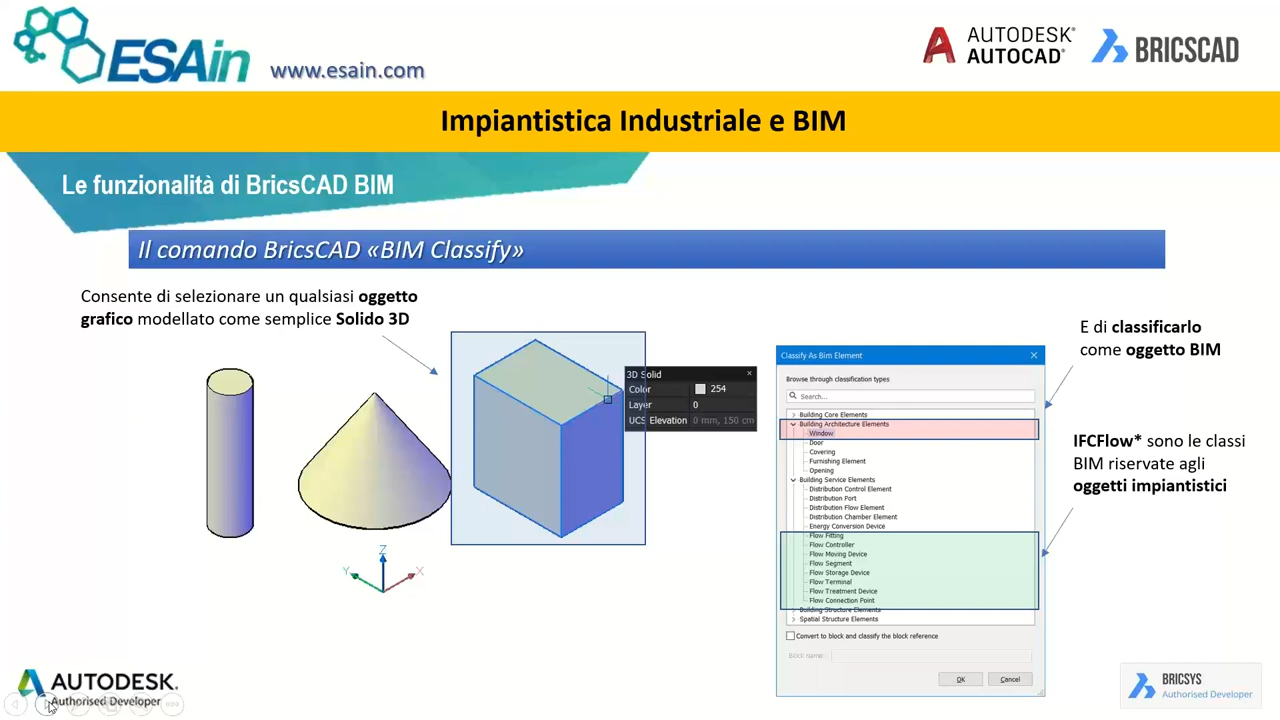 ESAin
www.esain.com
AUTODESK®
AUTOCAD®
BRICSCAD
Impiantistica Industriale e BIM
Le funzionalità di BricsCAD BIM
Il comando BricsCAD «BIM Classify»
Consente di selezionare un qualsiasi oggetto
grafico modellato come semplice Solido 3D
3D Solid
Color 254
Layer 0
UCS Elevation 0 mm, 150 cm
Z
Y
X
Classify As Bim Element
Browse through classification types
Search...
Building Core Elements
Building Architecture Elements
Window
Door
Covering
Furnishing Element
Opening
Building Service Elements
Distribution Control Element
Distribution Port
Distribution Flow Element
Distribution Chamber Element
Energy Conversion Device
Flow Fitting
Flow Controller
Flow Moving Device
Flow Segment
Flow Storage Device
Flow Terminal
Flow Treatment Device
Flow Connection Point
Building Structure Elements
Spatial Structure Elements
Convert to block and classify the block reference
Block name:
OK Cancel
E di classificarlo
come oggetto BIM
IFCFlow* sono le classi
BIM riservate agli
oggetti impiantistici
AUTODESK.
Authorised Developer
BRICSYS
Authorised Developer